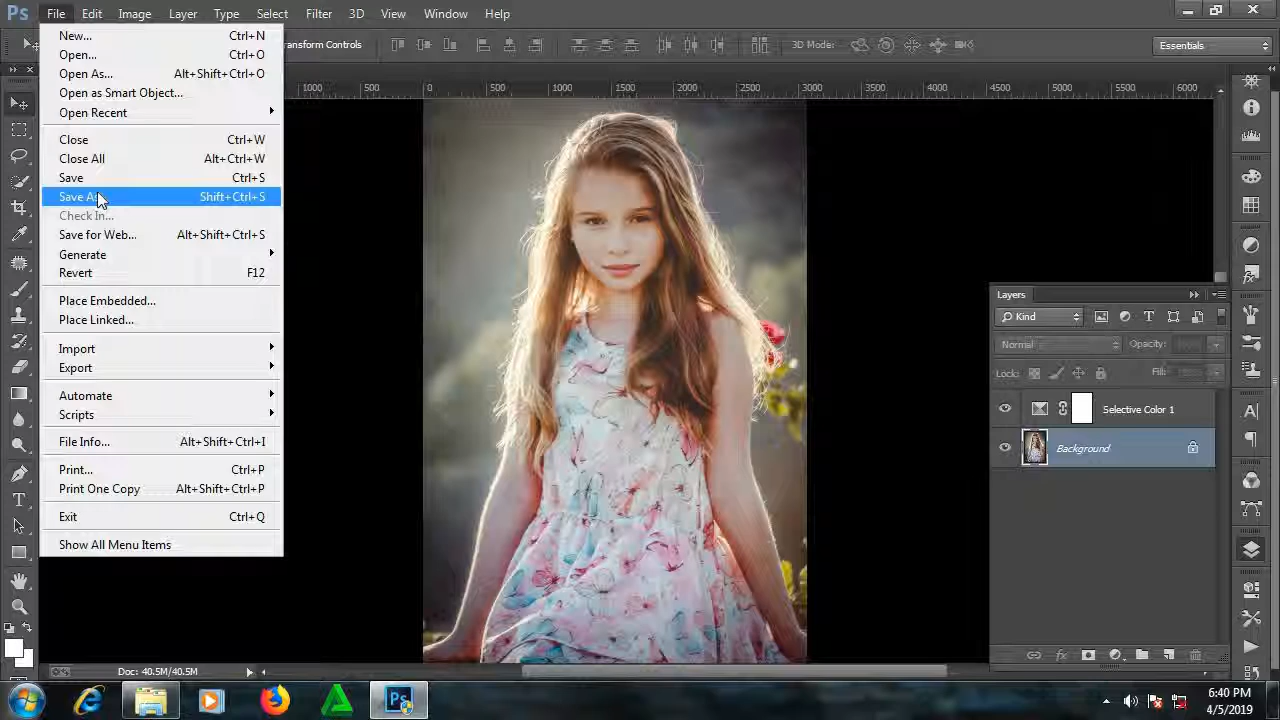 Ps File Edit Image Layer Type Select Filter 3D View Window Help
ransform Controls 3D Mode: Essentials
New... Ctrl+N
Open... Ctrl+O
Open As... Alt+Shift+Ctrl+O
Open as Smart Object...
Open Recent
Close Ctrl+W
Close All Alt+Ctrl+W
Save Ctrl+S
Save As Shift+Ctrl+S
Check In...
Save for Web... Alt+Shift+Ctrl+S
Generate
Revert F12
Place Embedded...
Place Linked...
Import
Export
Automate
Scripts
File Info... Alt+Shift+Ctrl+I
Print... Ctrl+P
Print One Copy Alt+Shift+Ctrl+P
Exit Ctrl+Q
Show All Menu Items
1000 500 0 500 1000 1500 2000 2500 3000 3500 4000 4500 5000 5500 6000
Layers
Kind
Normal Opacity:
Lock: Fill:
Selective Color 1
Background
Doc: 40.5M/40.5M
Ps
6:40 PM
4/5/2019